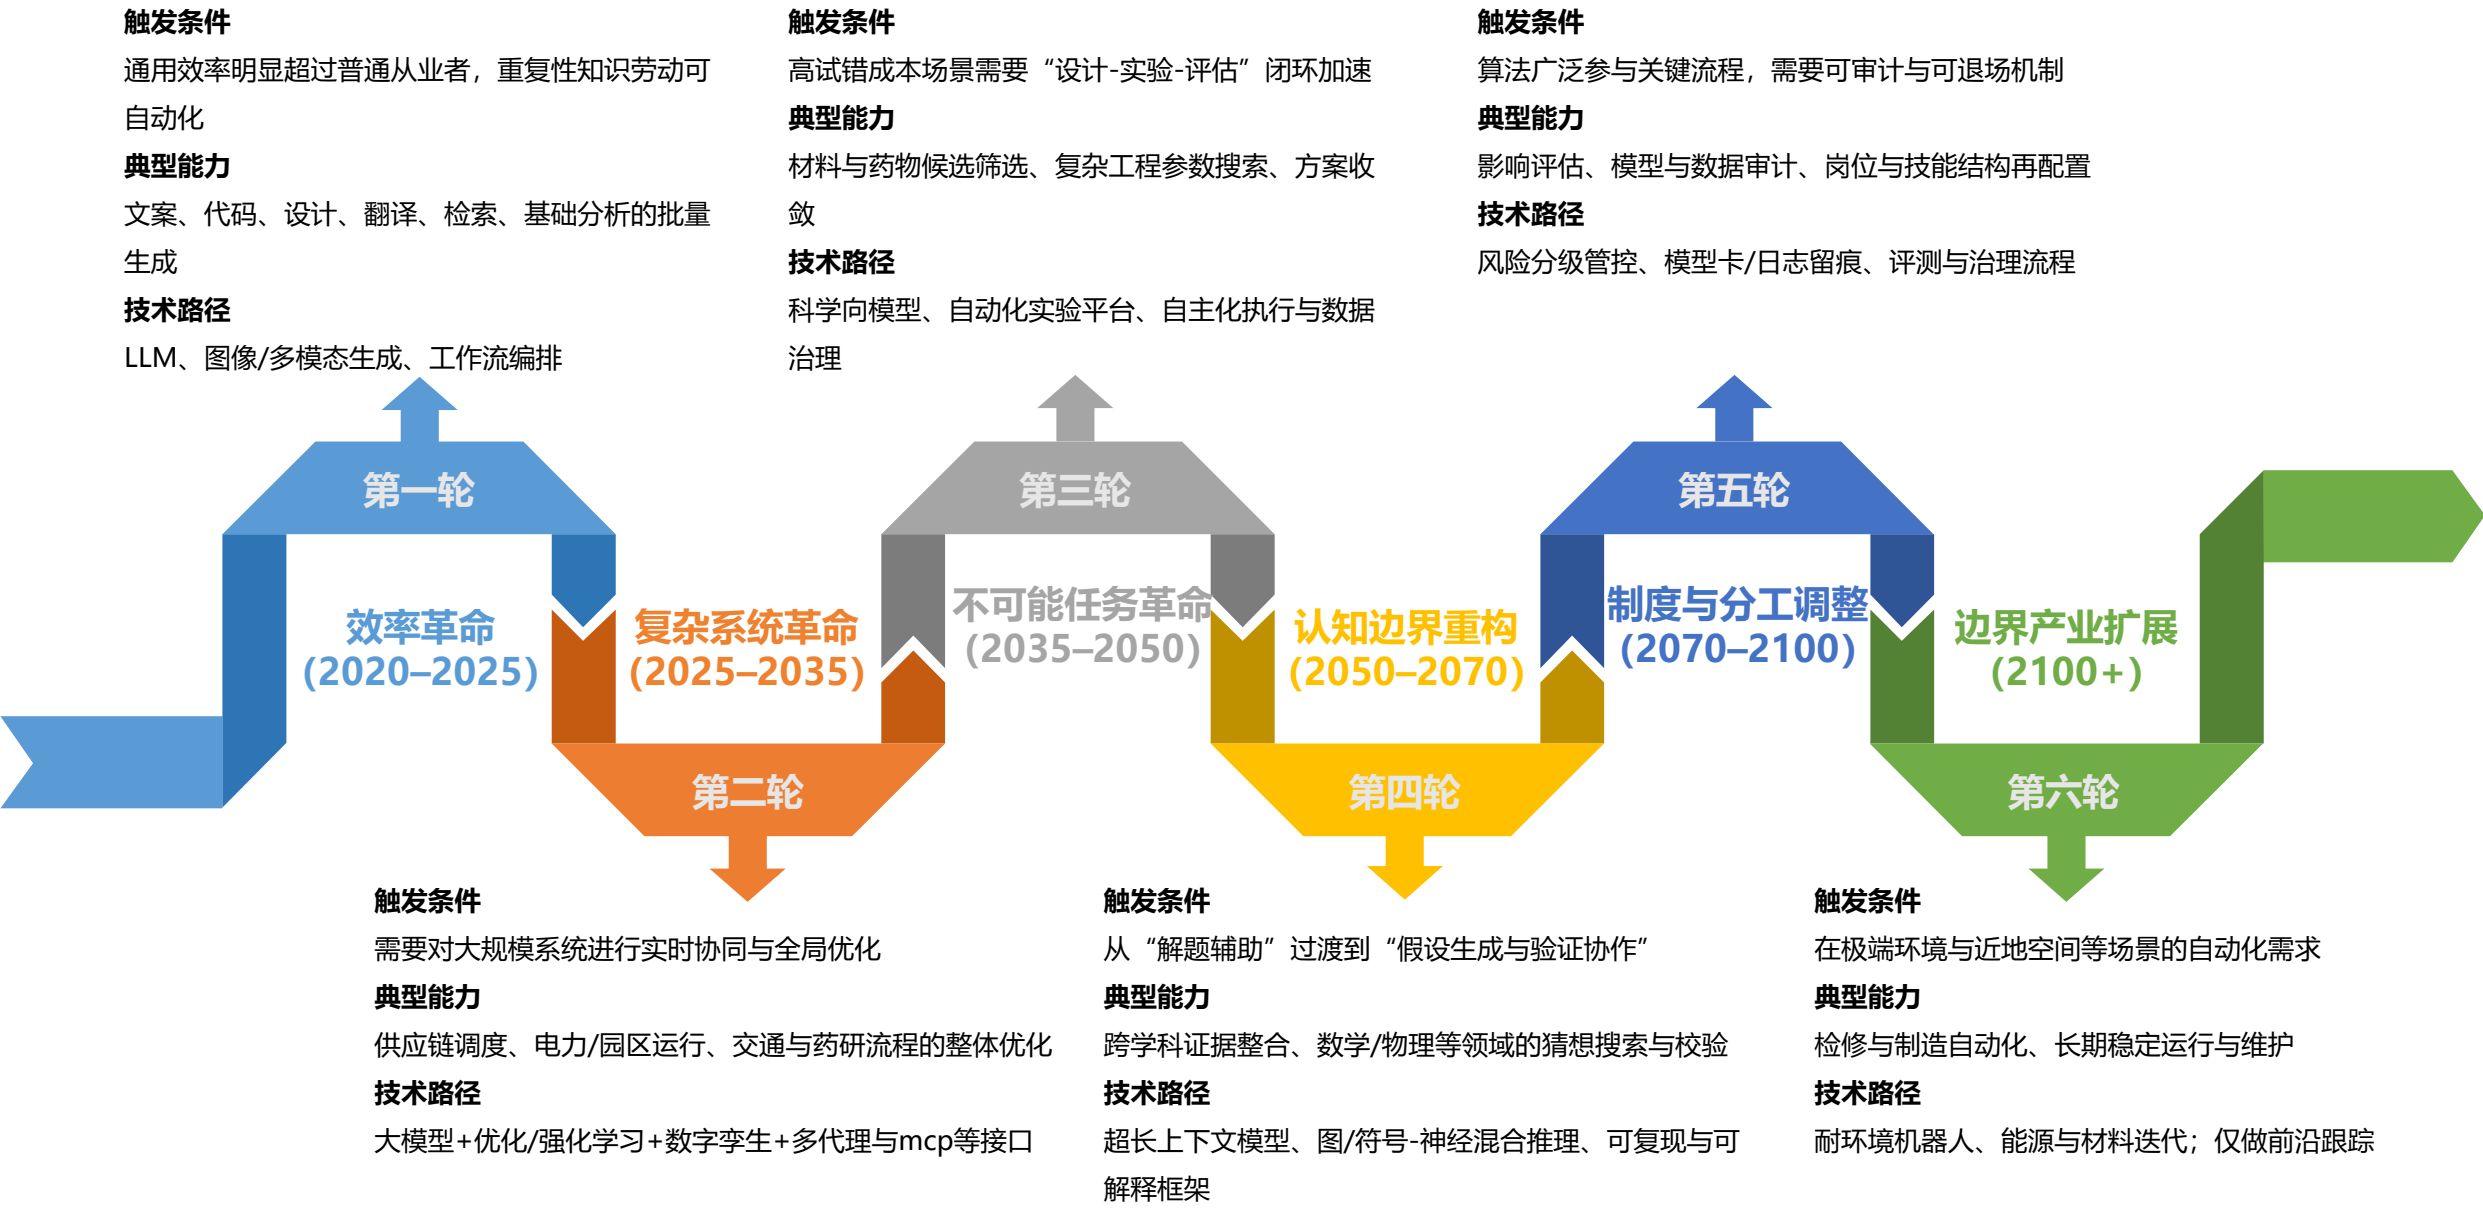 触发条件
通用效率明显超过普通从业者，重复性知识劳动可
自动化
典型能力
文案、代码、设计、翻译、检索、基础分析的批量
生成
技术路径
LLM、图像/多模态生成、工作流编排
触发条件
高试错成本场景需要“设计-实验-评估”闭环加速
典型能力
材料与药物候选筛选、复杂工程参数搜索、方案收
敛
技术路径
科学向模型、自动化实验平台、自主化执行与数据
治理
触发条件
算法广泛参与关键流程，需要可审计与可退场机制
典型能力
影响评估、模型与数据审计、岗位与技能结构再配置
技术路径
风险分级管控、模型卡/日志留痕、评测与治理流程
第一轮
第三轮
第五轮
效率革命
(2020–2025)
复杂系统革命
(2025–2035)
不可能任务革命
(2035–2050)
认知边界重构
(2050–2070)
制度与分工调整
(2070–2100)
边界产业扩展
(2100+)
第二轮
第四轮
第六轮
触发条件
需要对大规模系统进行实时协同与全局优化
典型能力
供应链调度、电力/园区运行、交通与药研流程的整体优化
技术路径
大模型+优化/强化学习+数字孪生+多代理与mcp等接口
触发条件
从“解题辅助”过渡到“假设生成与验证协作”
典型能力
跨学科证据整合、数学/物理等领域的猜想搜索与校验
技术路径
超长上下文模型、图/符号-神经混合推理、可复现与可
解释框架
触发条件
在极端环境与近地空间等场景的自动化需求
典型能力
检修与制造自动化、长期稳定运行与维护
技术路径
耐环境机器人、能源与材料迭代；仅做前沿跟踪